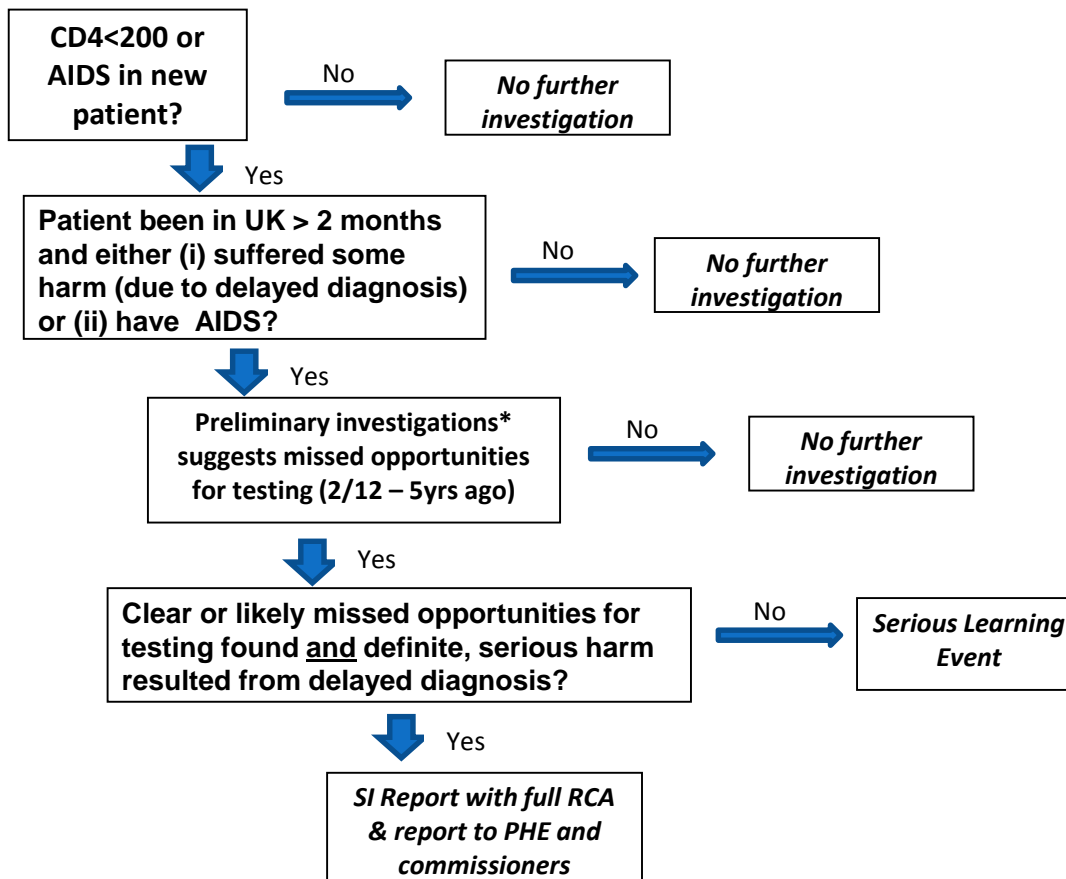 CD4<200 or
AIDS in new
patient?
No
No further
investigation
Yes
Patient been in UK > 2 months
and either (i) suffered some
harm (due to delayed diagnosis)
or (ii) have AIDS?
No
No further
investigation
Yes
Preliminary investigations*
suggests missed opportunities
for testing (2/12 – 5yrs ago)
No
No further
investigation
Yes
Clear or likely missed opportunities for
testing found and definite, serious harm
resulted from delayed diagnosis?
No
Serious Learning
Event
Yes
SI Report with full RCA
& report to PHE and
commissioners